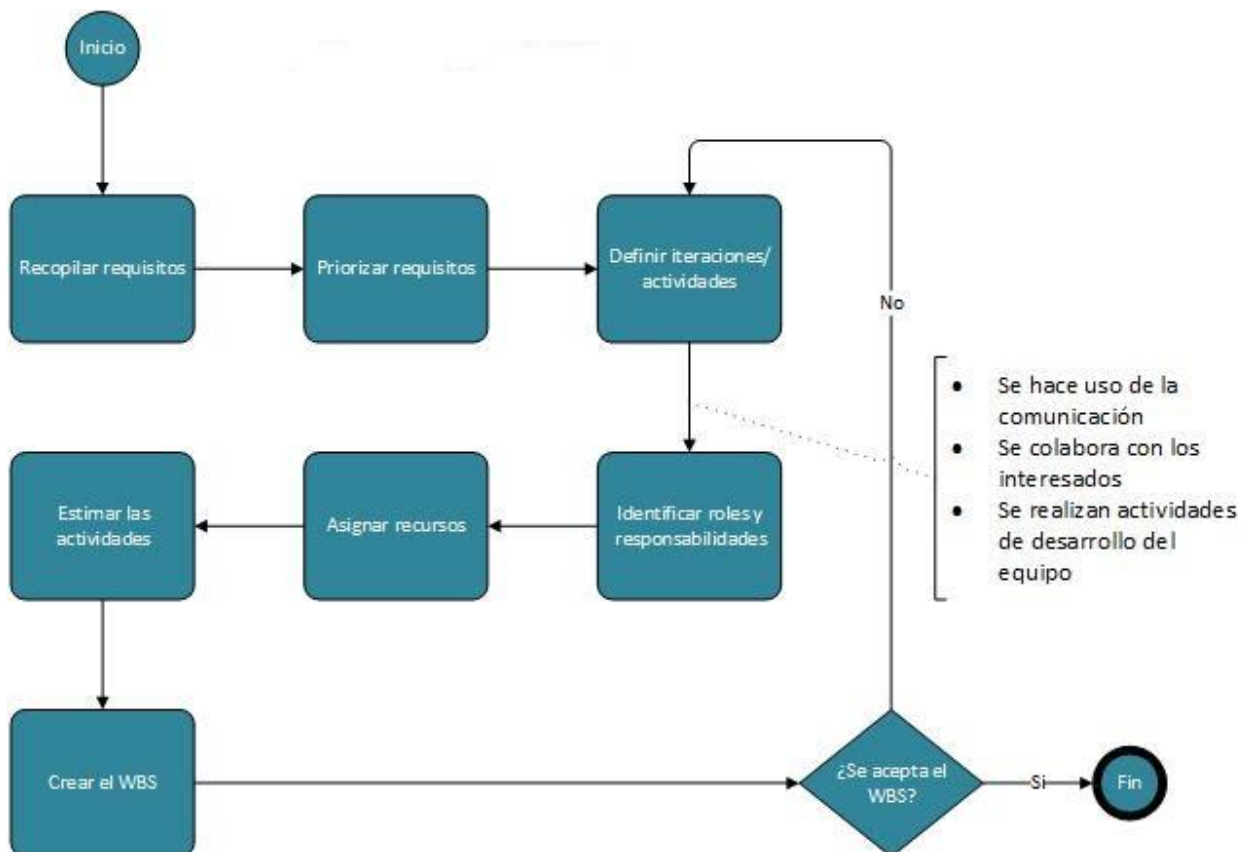 Inicio
Recopilar requisitos
Priorizar requisitos
Definir iteraciones/
actividades
No
Se hace uso de la
comunicación
Se colabora con los
interesados
Se realizan actividades
de desarrollo del
equipo
Identificar roles y
responsabilidades
Asignar recursos
Estimar las
actividades
Crear el WBS
¿Se acepta el
WBS?
Si
Fin